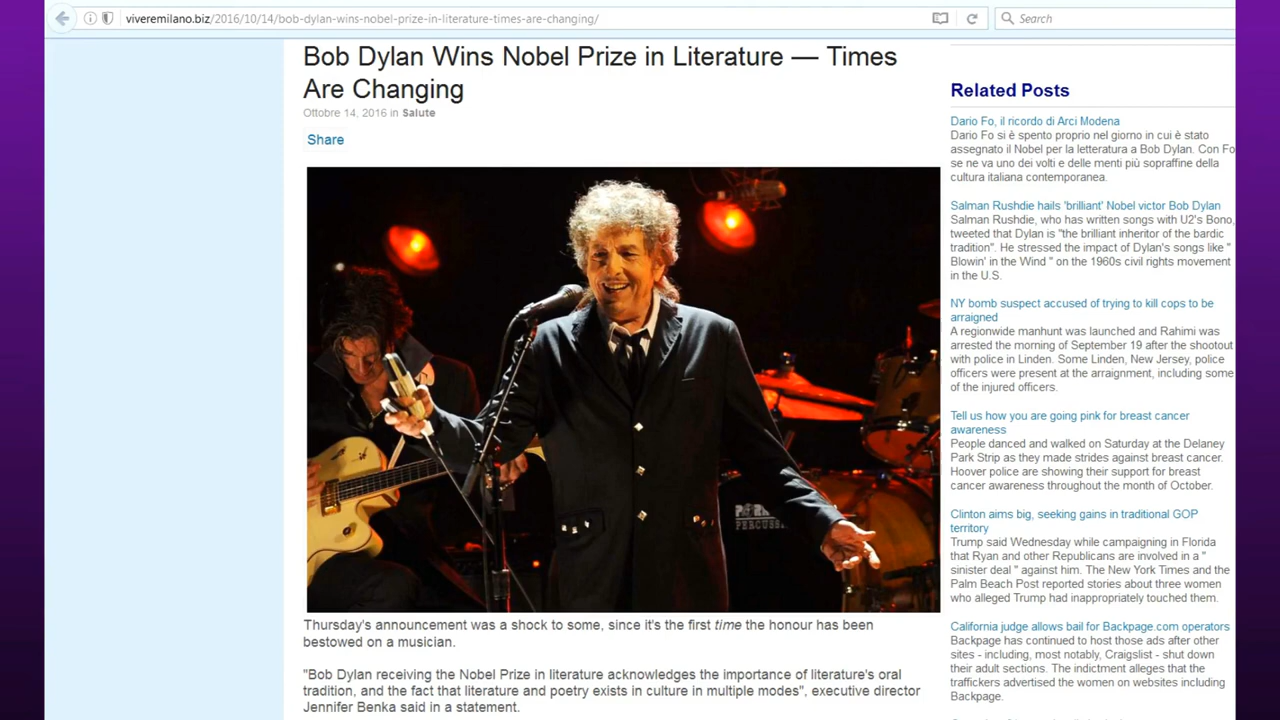 viveremilano.biz/2016/10/14/bob-dylan-wins-nobel-prize-in-literature-times-are-changing/
Search
Bob Dylan Wins Nobel Prize in Literature — Times
Are Changing
Ottobre 14, 2016 in Salute
Share
Thursday's announcement was a shock to some, since it's the first time the honour has been
bestowed on a musician.
"Bob Dylan receiving the Nobel Prize in literature acknowledges the importance of literature's oral
tradition, and the fact that literature and poetry exists in culture in multiple modes", executive director
Jennifer Benka said in a statement.
Related Posts
Dario Fo, il ricordo di Arci Modena
Dario Fo si è spento proprio nel giorno in cui è stato
assegnato il Nobel per la letteratura a Bob Dylan. Con Fo
se ne va uno dei volti e delle menti più sopraffine della
cultura italiana contemporanea.
Salman Rushdie hails 'brilliant' Nobel victor Bob Dylan
Salman Rushdie, who has written songs with U2's Bono,
tweeted that Dylan is "the brilliant inheritor of the bardic
tradition". He stressed the impact of Dylan's songs like "
Blowin' in the Wind " on the 1960s civil rights movement
in the U.S.
NY bomb suspect accused of trying to kill cops to be
arraigned
A regionwide manhunt was launched and Rahimi was
arrested the morning of September 19 after the shootout
with police in Linden. Some Linden, New Jersey, police
officers were present at the arraignment, including some
of the injured officers.
Tell us how you are going pink for breast cancer
awareness
People danced and walked on Saturday at the Delaney
Park Strip as they made strides against breast cancer.
Hoover police are showing their support for breast
cancer awareness throughout the month of October.
Clinton aims big, seeking gains in traditional GOP
territory
Trump said Wednesday while campaigning in Florida
that Ryan and other Republicans are involved in a "
sinister deal " against him. The New York Times and the
Palm Beach Post reported stories about three women
who alleged Trump had inappropriately touched them.
California judge allows bail for Backpage.com operators
Backpage has continued to host those ads after other
sites - including, most notably, Craigslist - shut down
their adult sections. The indictment alleges that the
traffickers advertised the women on websites including
Backpage.